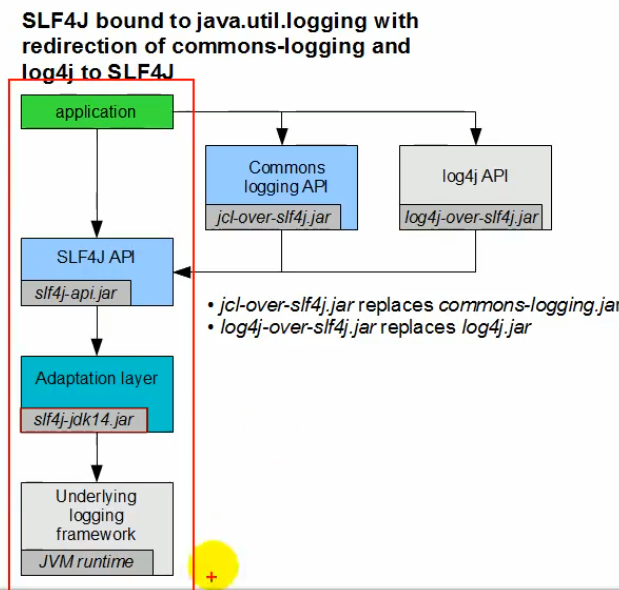 SLF4J bound to java.util.logging with
redirection of commons-logging and
log4j to SLF4J
application
Commons
logging API
jcl-over-slf4j.jar
log4j API
log4j-over-slf4j.jar
SLF4J API
slf4j-api.jar
• jcl-over-slf4j.jar replaces commons-logging.jar
• log4j-over-slf4j.jar replaces log4j.jar
Adaptation layer
slf4j-jdk14.jar
Underlying
logging
framework
JVM runtime